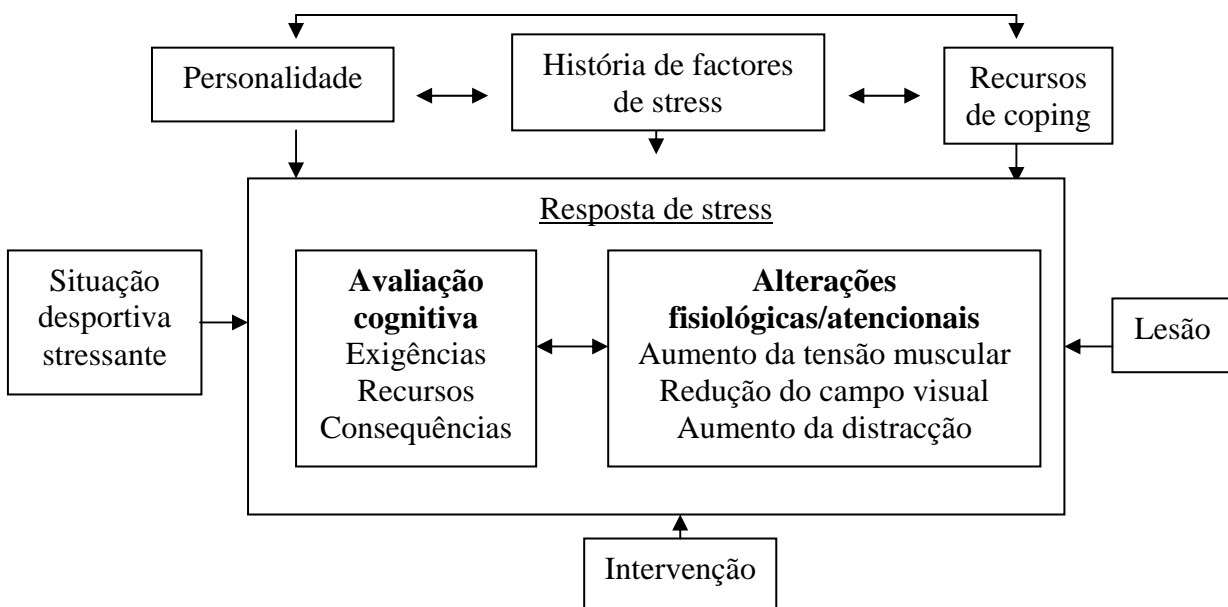 Personalidade
História de factores
de stress
Recursos
de coping
Resposta de stress
Situação
desportiva
stressante
Avaliação
cognitiva
Exigências
Recursos
Consequências
Alterações
fisiológicas/atencionais
Aumento da tensão muscular
Redução do campo visual
Aumento da distracção
Lesão
Intervenção